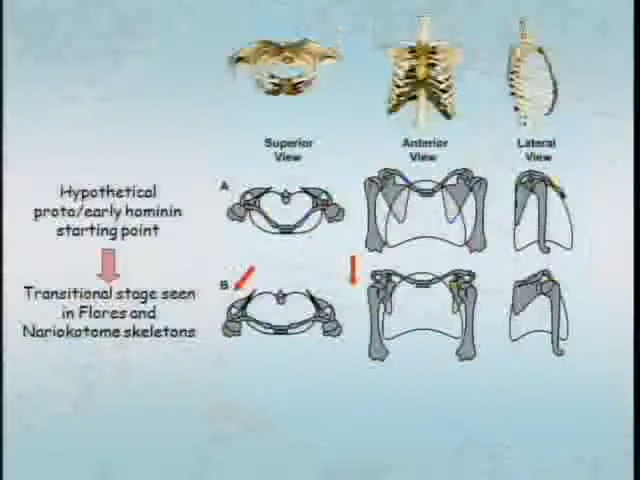 Superior
View
Anterior
View
Lateral
View
A
Hypothetical
proto/early hominin
starting point
B
Transitional stage seen
in Flores and
Nariokotome skeletons